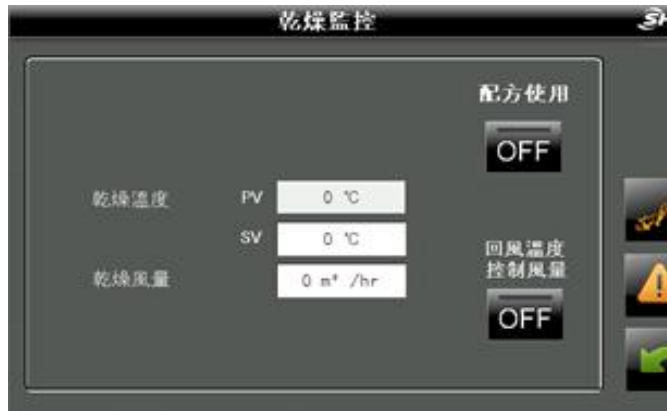 乾燥監控
配方使用
OFF
乾燥溫度 PV 0 ℃
SV 0 ℃
回風溫度
控制風量
乾燥風量 0 m³ /hr
OFF